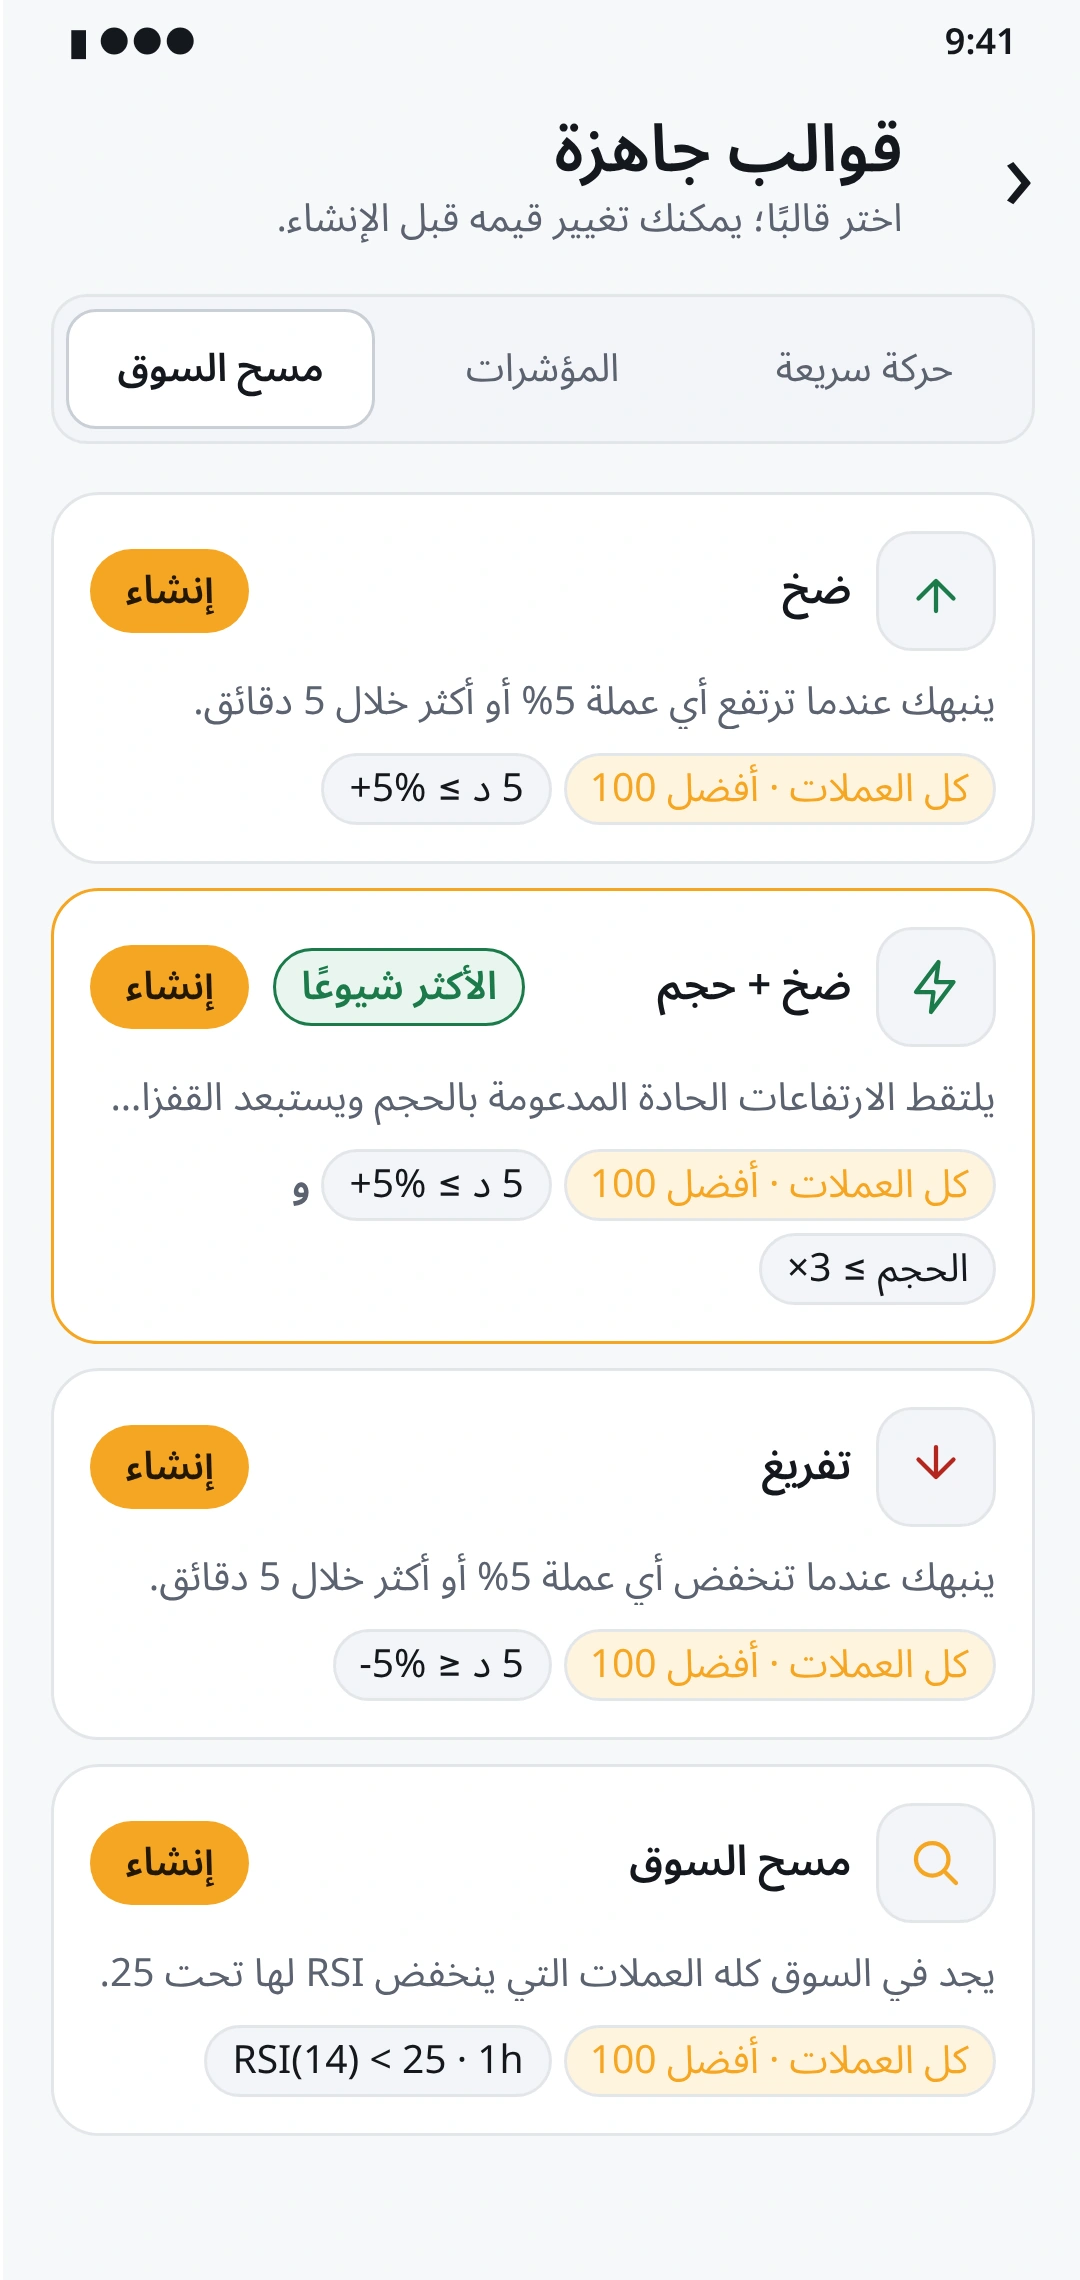 9:41
قوالب جاهزة
اختر قالبًا؛ يمكنك تغيير قيمه قبل الإنشاء.
حركة سريعة
المؤشرات
مسح السوق
ضخ
إنشاء
ينبهك عندما ترتفع أي عملة 5% أو أكثر خلال 5 دقائق.
كل العملات · أفضل 100
5 د ≥ +5%
ضخ + حجم
الأكثر شيوعًا
إنشاء
يلتقط الارتفاعات الحادة المدعومة بالحجم ويستبعد القفزا...
كل العملات · أفضل 100
5 د ≥ +5%
و
الحجم ≥ 3×
تفريغ
إنشاء
ينبهك عندما تنخفض أي عملة 5% أو أكثر خلال 5 دقائق.
كل العملات · أفضل 100
5 د ≤ -5%
مسح السوق
إنشاء
يجد في السوق كله العملات التي ينخفض RSI لها تحت 25.
كل العملات · أفضل 100
RSI(14) < 25 · 1h